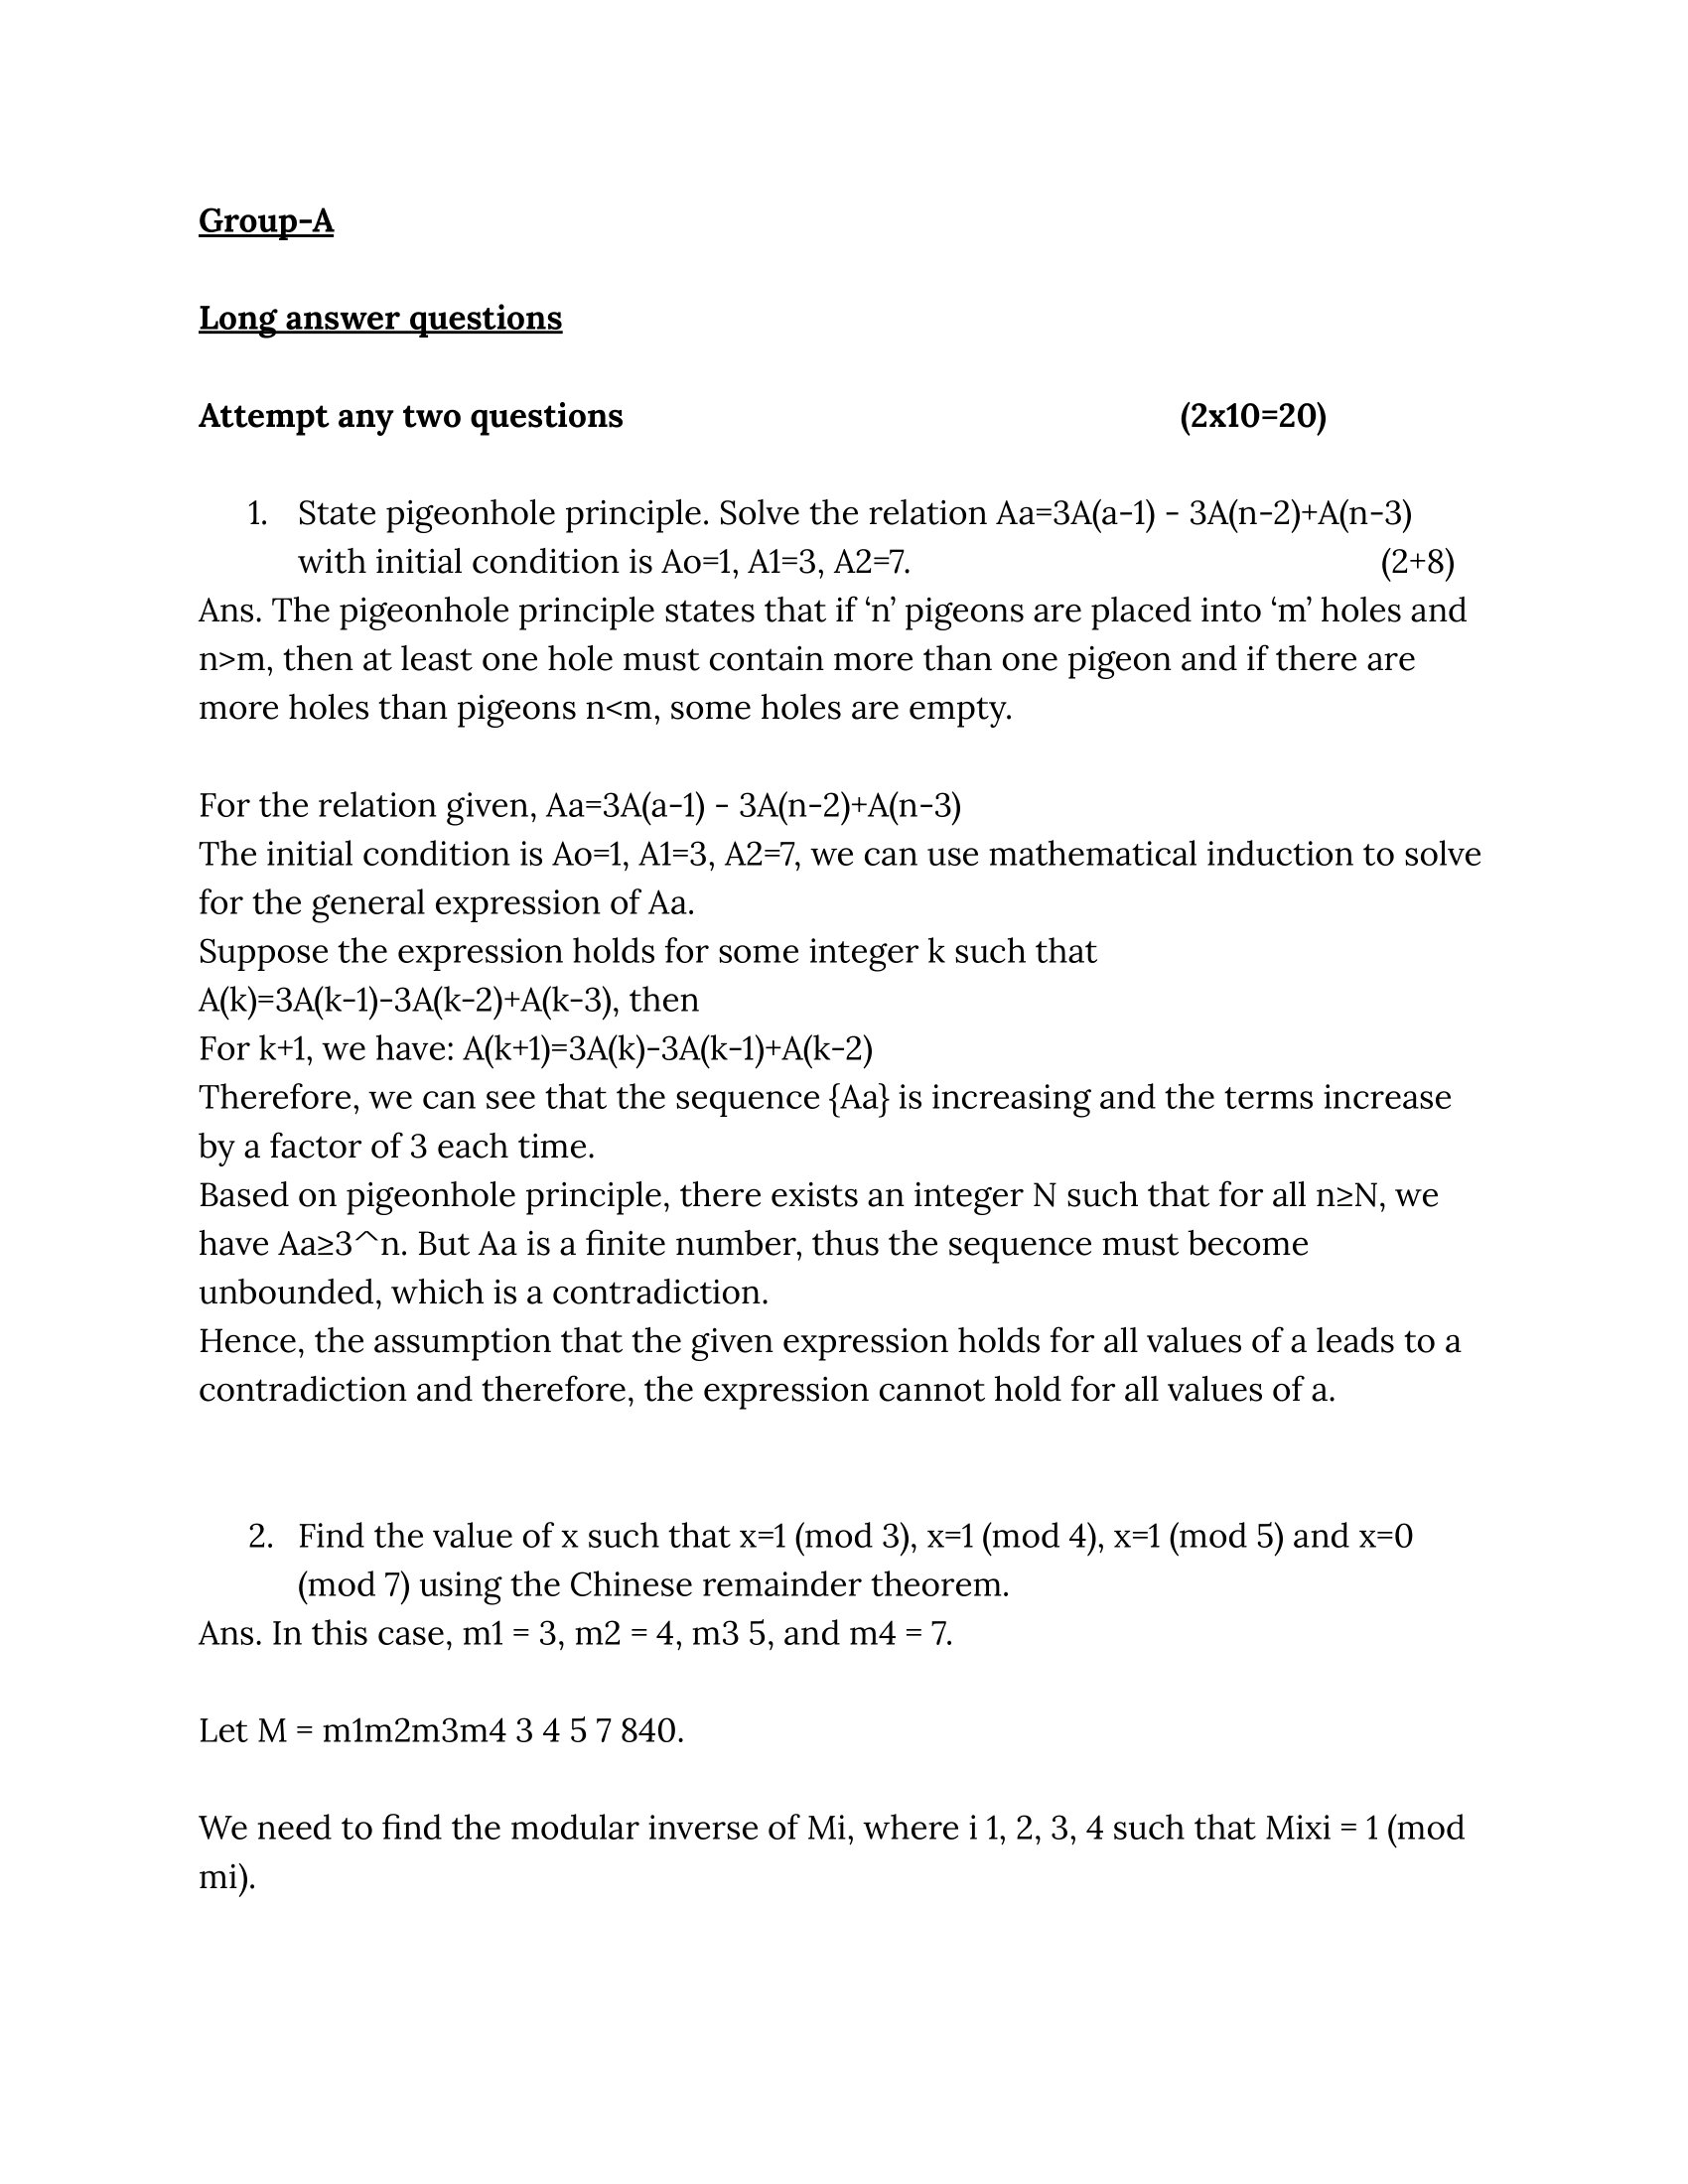 Group-A
Long answer questions
Attempt any two questions (2x10=20)
1. State pigeonhole principle. Solve the relation Aa=3A(a-1) - 3A(n-2)+A(n-3)
with initial condition is Ao=1, A1=3, A2=7. (2+8)
Ans. The pigeonhole principle states that if ‘n’ pigeons are placed into ‘m’ holes and
n>m, then at least one hole must contain more than one pigeon and if there are
more holes than pigeons n<m, some holes are empty.
For the relation given, Aa=3A(a-1) - 3A(n-2)+A(n-3)
The initial condition is Ao=1, A1=3, A2=7, we can use mathematical induction to solve
for the general expression of Aa.
Suppose the expression holds for some integer k such that
A(k)=3A(k-1)-3A(k-2)+A(k-3), then
For k+1, we have: A(k+1)=3A(k)-3A(k-1)+A(k-2)
Therefore, we can see that the sequence {Aa} is increasing and the terms increase
by a factor of 3 each time.
Based on pigeonhole principle, there exists an integer N such that for all n≥N, we
have Aa≥3^n. But Aa is a finite number, thus the sequence must become
unbounded, which is a contradiction.
Hence, the assumption that the given expression holds for all values of a leads to a
contradiction and therefore, the expression cannot hold for all values of a.
2. Find the value of x such that x=1 (mod 3), x=1 (mod 4), x=1 (mod 5) and x=0
(mod 7) using the Chinese remainder theorem.
Ans. In this case, m1 = 3, m2 = 4, m3 5, and m4 = 7.
Let M = m1m2m3m4 3 4 5 7 840.
We need to find the modular inverse of Mi, where i 1, 2, 3, 4 such that Mixi = 1 (mod
mi).